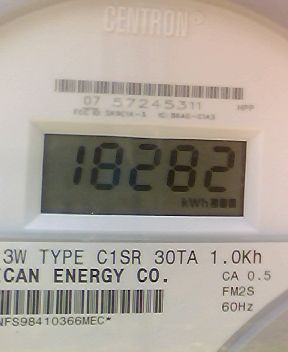 CENTRON®
07 57245311 HPP
18282
kWh
3W TYPE C1SR 30TA 1.0Kh
CAN ENERGY CO. CA 0.5
FM2S
60Hz
NFS98410366MEC*